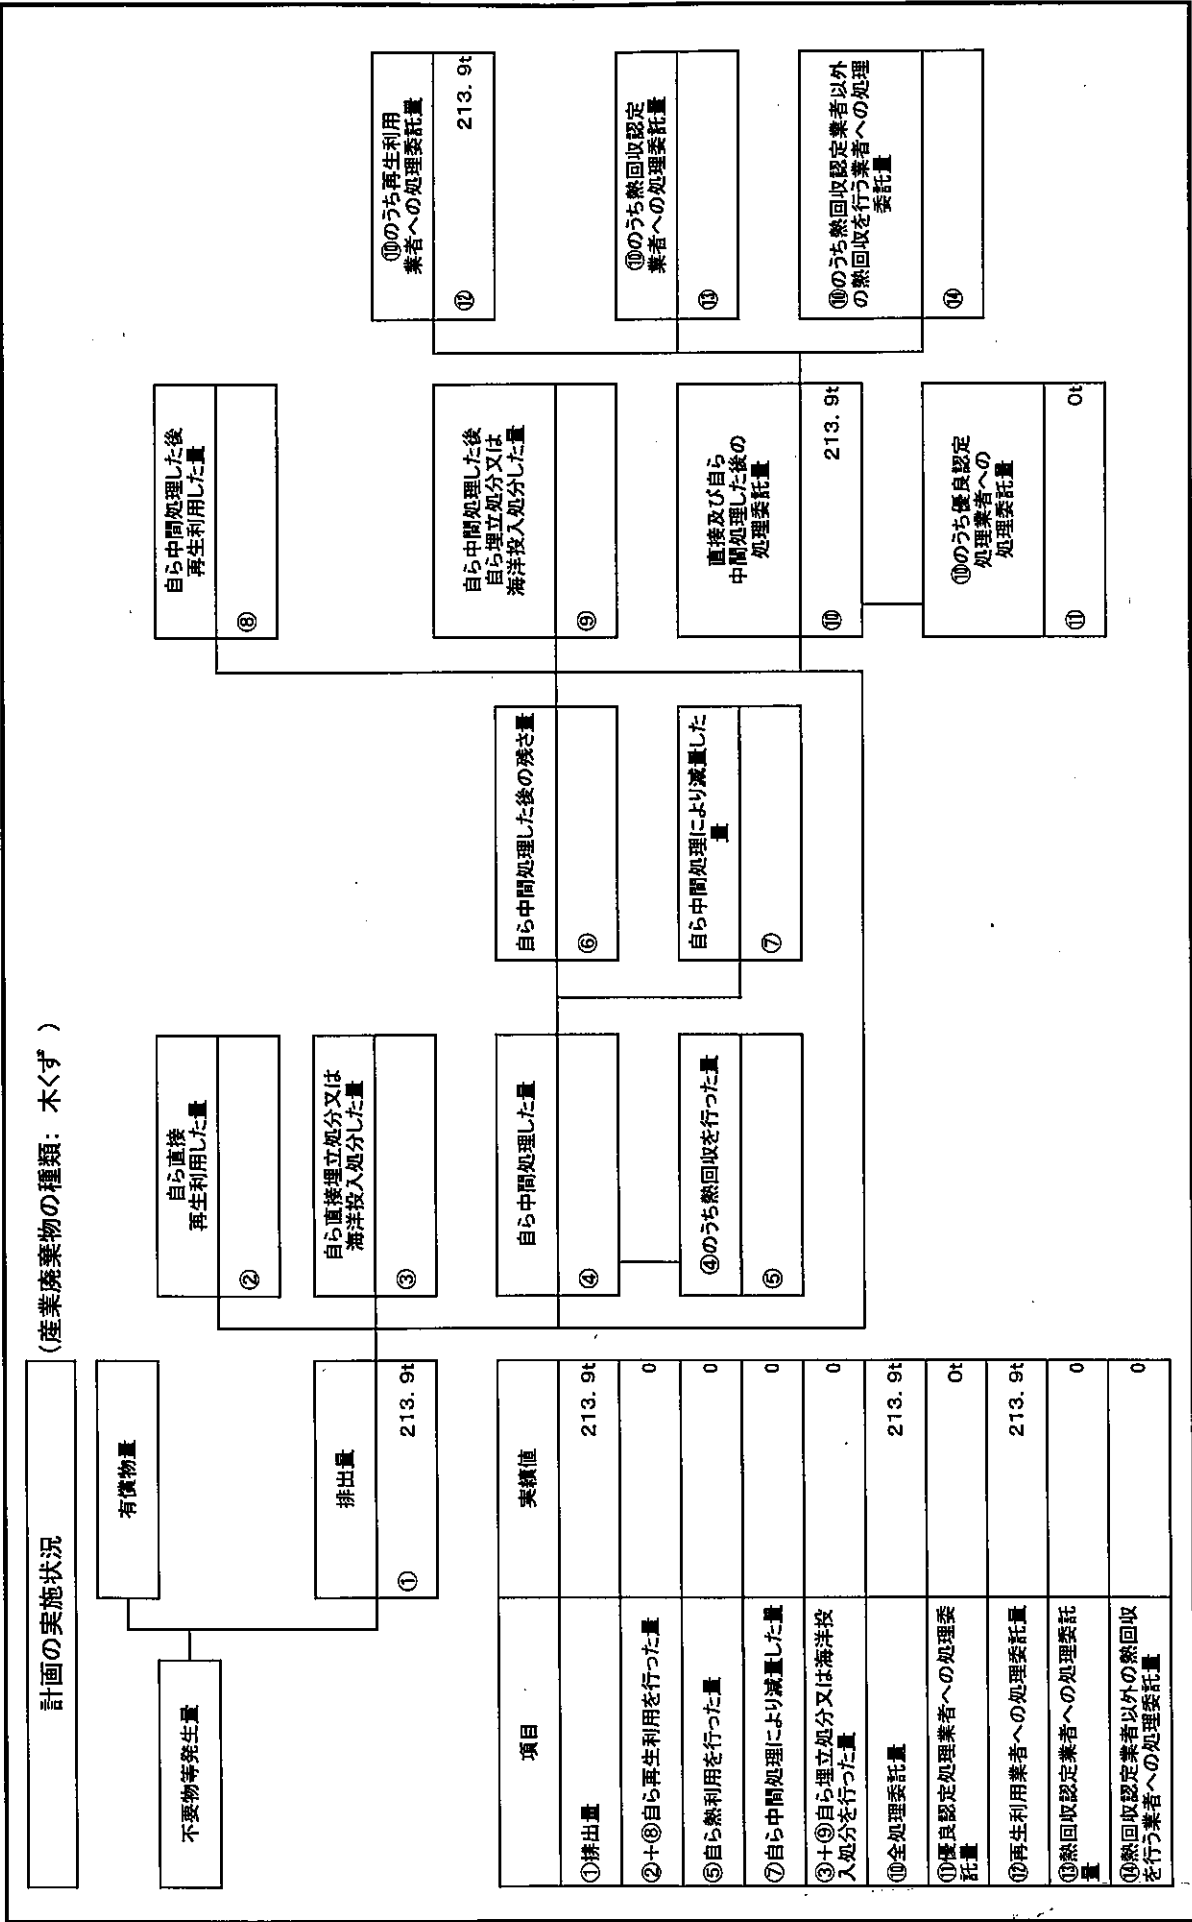 計画の実施状況
(産業廃棄物の種類: 木くず )
不要物等発生量
有償物量
排出量
① 213. 9t
自ら直接
再生利用した量
②
自ら直接埋立処分又は
海洋投入処分した量
③
自ら中間処理した量
④
④のうち熱回収を行った量
⑤
自ら中間処理した後の残さ量
⑥
自ら中間処理により減量した
量
⑦
自ら中間処理した後
再生利用した量
⑧
自ら中間処理した後
自ら埋立処分又は
海洋投入処分した量
⑨
直接及び自ら
中間処理した後の
処理委託量
⑩ 213. 9t
⑩のうち優良認定
処理業者への
処理委託量
⑪ 0t
⑩のうち再生利用
業者への処理委託量
⑫ 213. 9t
⑩のうち熱回収認定
業者への処理委託量
⑬
⑩のうち熱回収認定業者以外
の熱回収を行う業者への処理
委託量
⑭
項目 実績値
①排出量 213. 9t
②+⑧自ら再生利用を行った量 0
⑤自ら熱利用を行った量 0
⑦自ら中間処理により減量した量 0
③+⑨自ら埋立処分又は海洋投
入処分を行った量 0
⑩全処理委託量 213. 9t
⑪優良認定処理業者への処理委
託量 0t
⑫再生利用業者への処理委託量 213. 9t
⑬熱回収認定業者への処理委託
量 0
⑭熱回収認定業者以外の熱回収
を行う業者への処理委託量 0